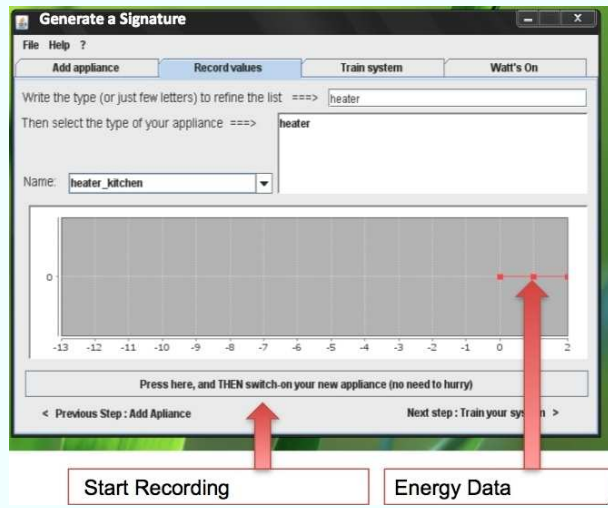 Generate a Signature
File Help ?
Add appliance Record values Train system Watt's On
Write the type (or just few letters) to refine the list ===> heater
Then select the type of your appliance ===> heater
Name: heater_kitchen
0
-13 -12 -11 -10 -9 -8 -7 -6 -5 -4 -3 -2 -1 0 2
Press here, and THEN switch-on your new appliance (no need to hurry)
< Previous Step : Add Apliance Next step : Train your >
Start Recording Energy Data